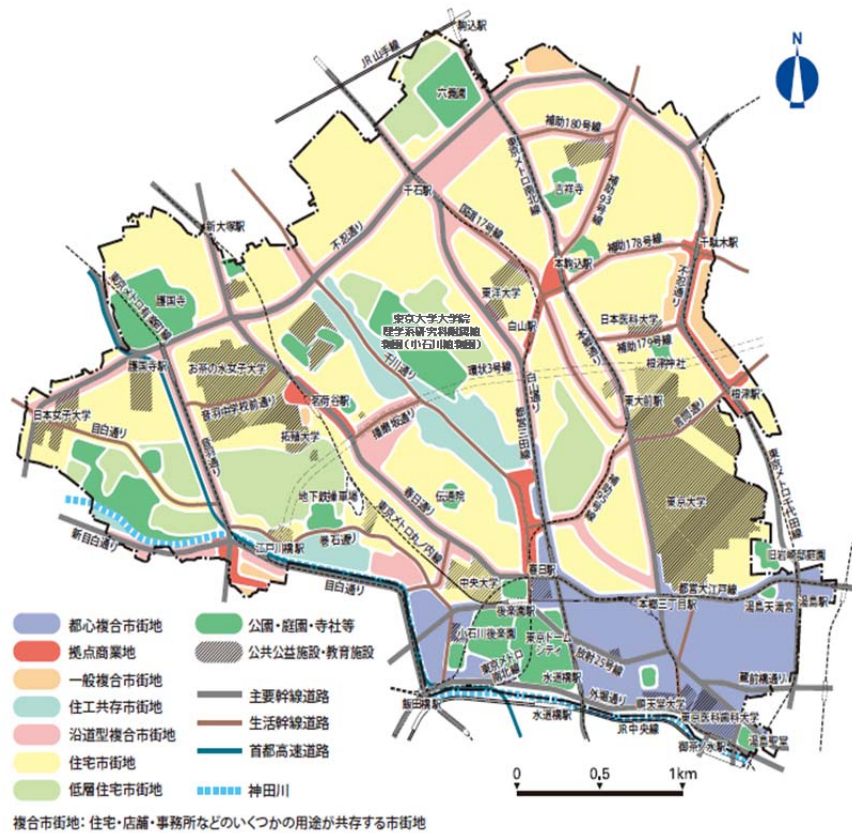 駒込駅
JR山手線
N
六義園
補助180号線
東京メトロ南北線
吉祥寺
補助93号線
千石駅
国道17号線
新大塚駅
不忍通り
本駒込駅
補助178号線
千駄木駅
不忍通り
東京メトロ有楽町線
護国寺
東洋大学
東京大学大学院
理学系研究科附属植
物園(小石川植物園)
白山駅
日本医科大学
補助179号線
本郷通り
千川通り
環状3号線
白山通り
根津神社
護国寺駅
お茶の水女子大学
音羽中学校前通り
茗荷谷駅
東大前駅
根津駅
日本女子大学
目白通り
拓殖大学
播磨坂通り
都営三田線
言問通り
音羽通り
春日通り
地下鉄操車場
伝通院
東京大学
東京メトロ千代田線
東京メトロ丸ノ内線
新目白通り
江戸川橋駅
巻石通り
目白通り
旧岩崎邸庭園
中央大学
春日駅
都営大江戸線
後楽園駅
本郷三丁目駅
湯島天満宮
湯島駅
小石川後楽園
東京ドーム
シティ
東京メトロ
南北線
放射25号線
水道橋駅
蔵前橋通り
外堀通り
順天堂大学
東京医科歯科大学
飯田橋駅
水道橋駅
JR中央線
御茶ノ水駅
湯島聖堂
都心複合市街地
公園・庭園・寺社等
拠点商業地
公共公益施設・教育施設
一般複合市街地
住工共存市街地
主要幹線道路
沿道型複合市街地
生活幹線道路
住宅市街地
首都高速道路
低層住宅市街地
神田川
0 0.5 1km
複合市街地：住宅・店舗・事務所などのいくつかの用途が共存する市街地